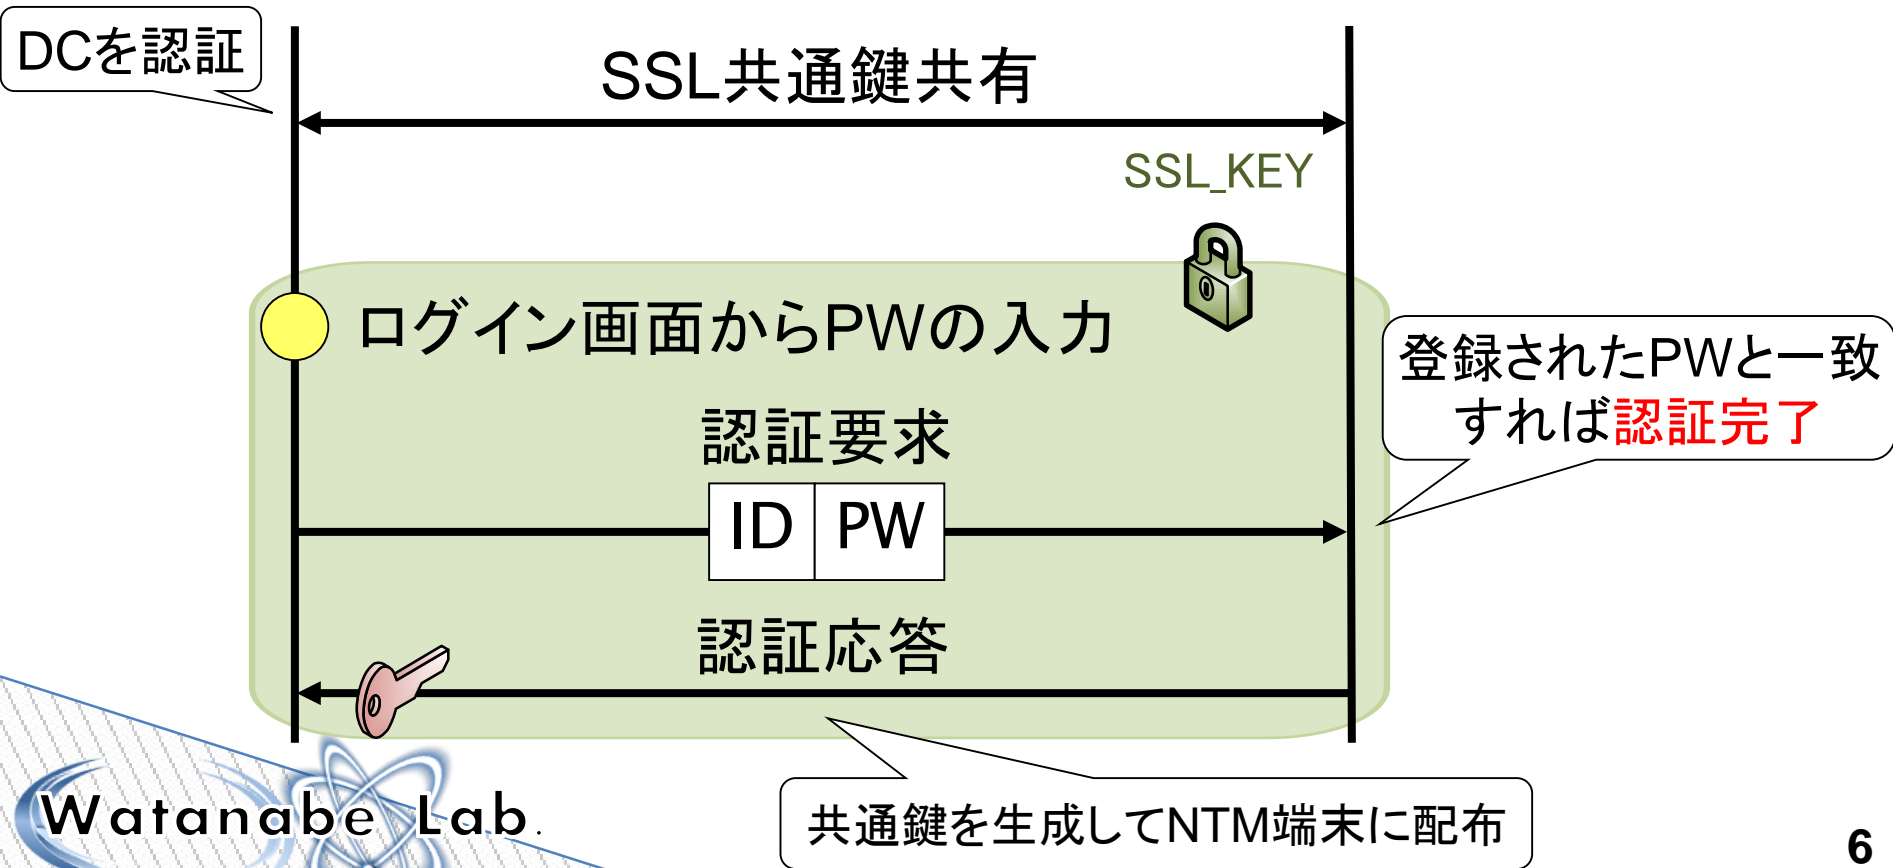 DCを認証
SSL共通鍵共有
SSL_KEY
ログイン画面からPWの入力
登録されたPWと一致
すれば認証完了
認証要求
ID PW
認証応答
共通鍵を生成してNTM端末に配布
Watanabe Lab.
6